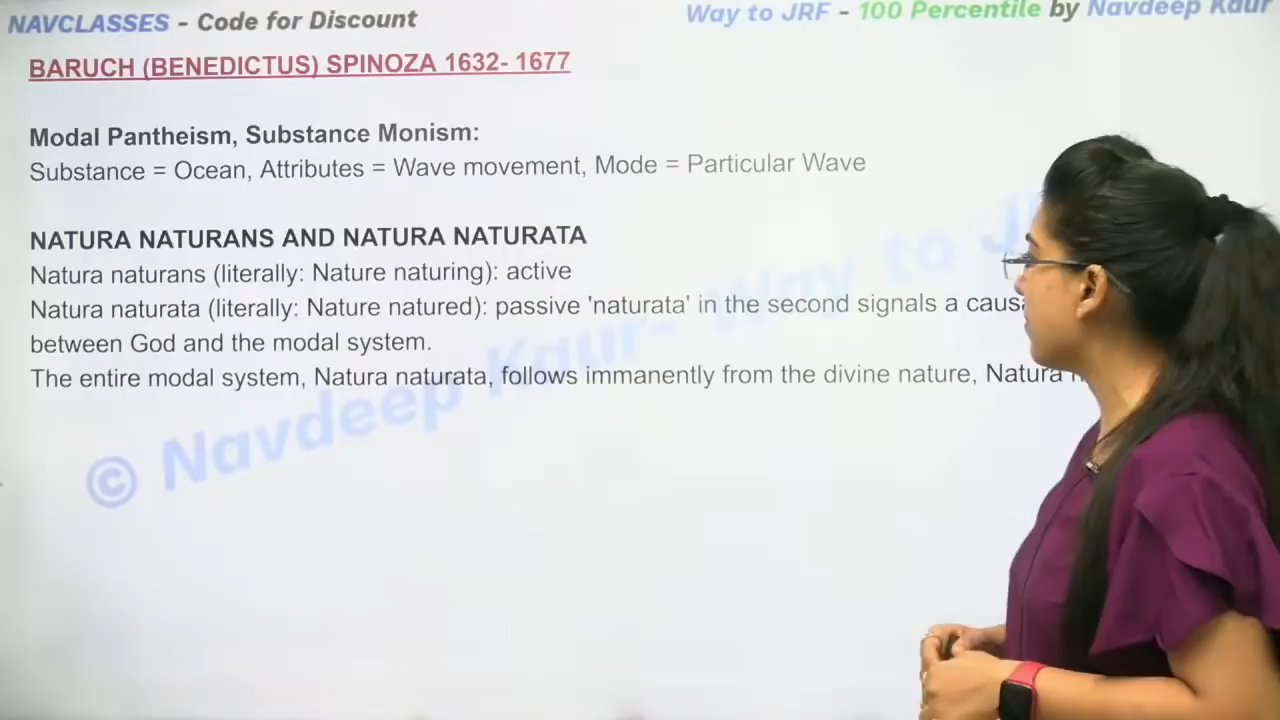 NAVCLASSES - Code for Discount
Way to JRF - 100 Percentile by Navdeep Kaur
BARUCH (BENEDICTUS) SPINOZA 1632- 1677
Modal Pantheism, Substance Monism:
Substance = Ocean, Attributes = Wave movement, Mode = Particular Wave
NATURA NATURANS AND NATURA NATURATA
Natura naturans (literally: Nature naturing): active
Natura naturata (literally: Nature natured): passive 'naturata' in the second signals a
between God and the modal system.
The entire modal system, Natura naturata, follows immanently from the divine nature, Natura
© Navdeep Kaur- Way to